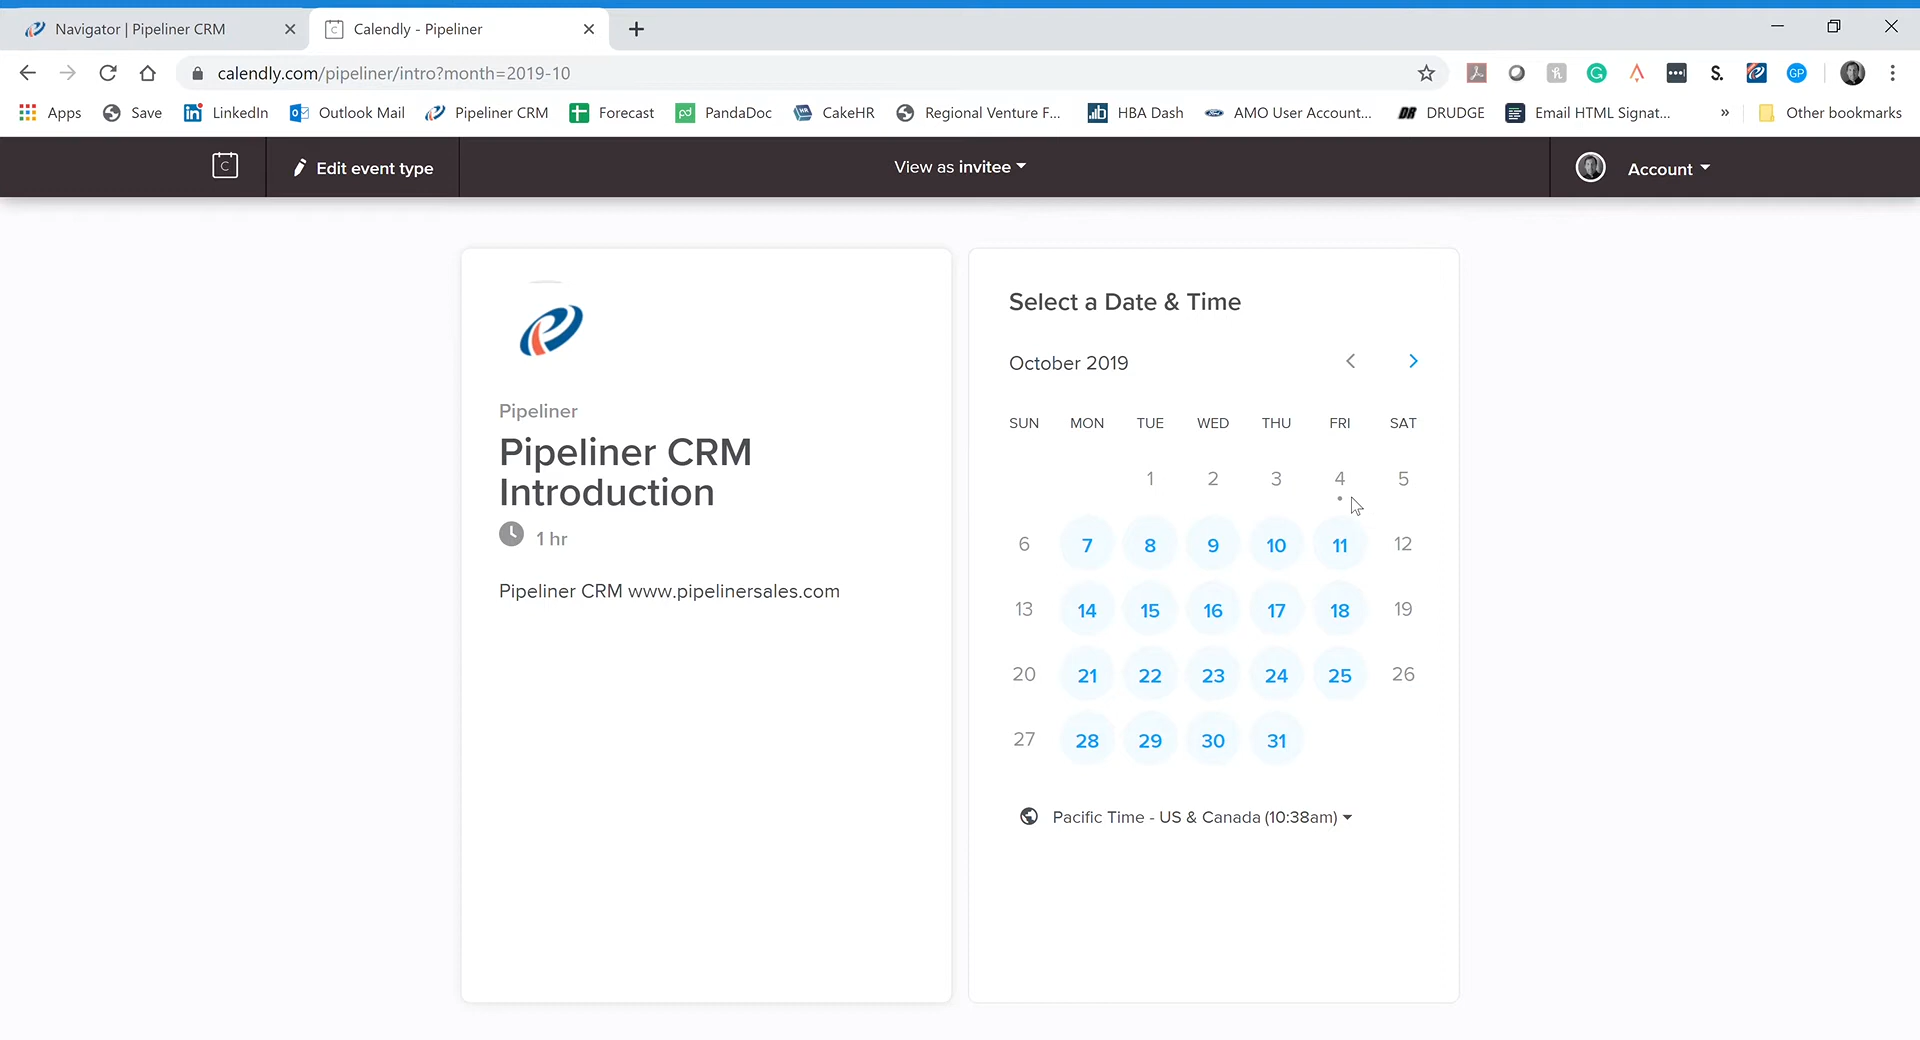 Navigator | Pipeliner CRM
Calendly - Pipeliner
calendly.com/pipeliner/intro?month=2019-10
Apps
Save
LinkedIn
Outlook Mail
Pipeliner CRM
Forecast
PandaDoc
CakeHR
Regional Venture F...
HBA Dash
AMO User Account...
DRUDGE
Email HTML Signat...
»
Other bookmarks
Edit event type
View as invitee
Account
Pipeliner
Pipeliner CRM
Introduction
1 hr
Pipeliner CRM www.pipelinersales.com
Select a Date & Time
October 2019
SUN MON TUE WED THU FRI SAT
1 2 3 4 5
6 7 8 9 10 11 12
13 14 15 16 17 18 19
20 21 22 23 24 25 26
27 28 29 30 31
Pacific Time - US & Canada (10:38am)